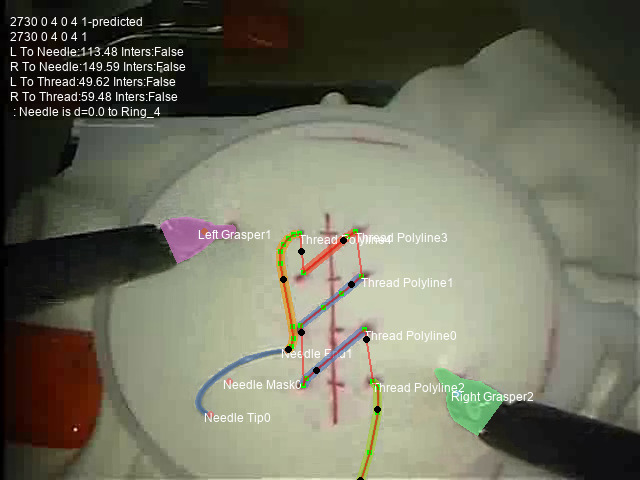 2730 0 4 0 4 1-predicted
2730 0 4 0 4 1
L To Needle:113.48 Inters:False
R To Needle:149.59 Inters:False
L To Thread:49.62 Inters:False
R To Thread:59.48 Inters:False
: Needle is d=0.0 to Ring_4
Left Grasper1
Thread Polyline4
Thread Polyline3
Thread Polyline1
Thread Polyline0
Needle End1
Needle Mask0
Thread Polyline2
Right Grasper2
Needle Tip0